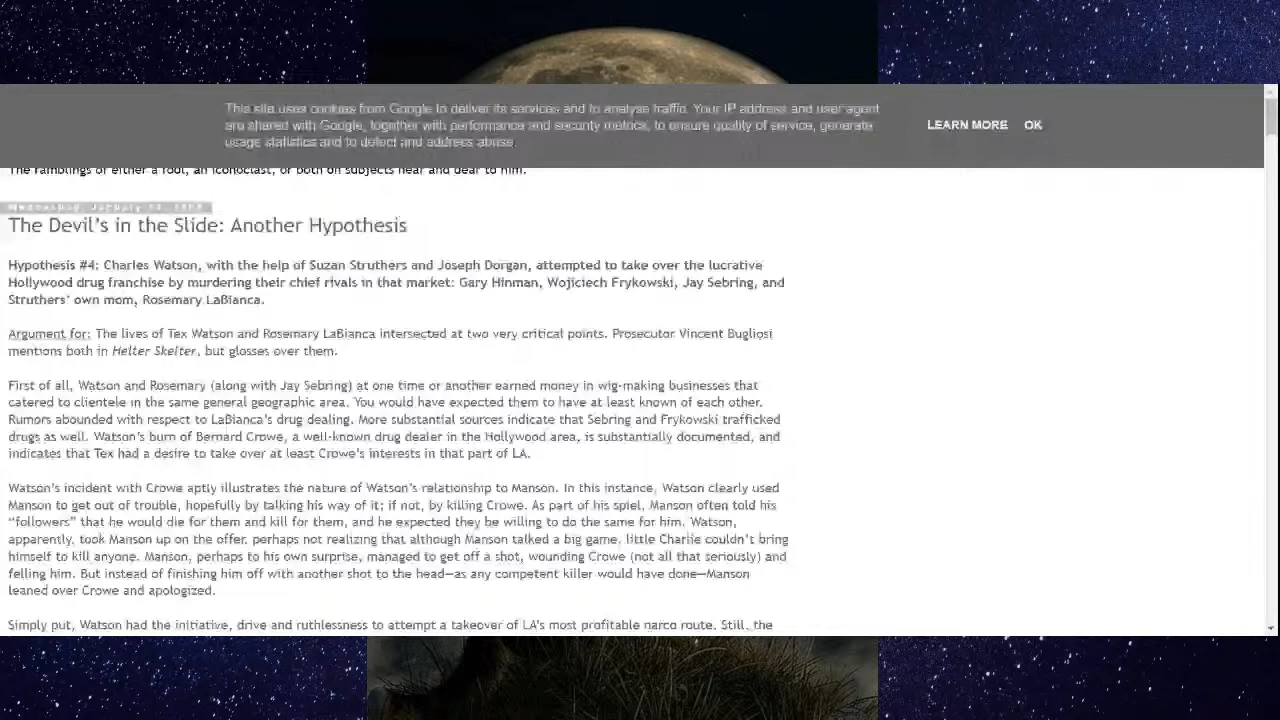 This site uses cookies from Google to deliver its services and to analyse traffic. Your IP address and user agent
are shared with Google, together with performance and security metrics, to ensure quality of service, generate
usage statistics and to detect and address abuse.
LEARN MORE OK
The ramblings of either a fool, an iconoclast, or both on subjects near and dear to him.
Wednesday, January
The Devil's in the Slide: Another Hypothesis
Hypothesis #4: Charles Watson, with the help of Suzan Struthers and Joseph Dorgan, attempted to take over the lucrative
Hollywood drug franchise by murdering their chief rivals in that market: Gary Hinman, Wojiciech Frykowski, Jay Sebring, and
Struthers' own mom, Rosemary LaBianca.
Argument for: The lives of Tex Watson and Rosemary LaBianca intersected at two very critical points. Prosecutor Vincent Bugliosi
mentions both in Helter Skelter, but glosses over them.
First of all, Watson and Rosemary (along with Jay Sebring) at one time or another earned money in wig-making businesses that
catered to clientele in the same general geographic area. You would have expected them to have at least known of each other.
Rumors abounded with respect to LaBianca's drug dealing. More substantial sources indicate that Sebring and Frykowski trafficked
drugs as well. Watson's burn of Bernard Crowe, a well-known drug dealer in the Hollywood area, is substantially documented, and
indicates that Tex had a desire to take over at least Crowe's interests in that part of LA.
Watson's incident with Crowe aptly illustrates the nature of Watson's relationship to Manson. In this instance, Watson clearly used
Manson to get out of trouble, hopefully by talking his way of it; if not, by killing Crowe. As part of his spiel, Manson often told his
"followers" that he would die for them and kill for them, and he expected they be willing to do the same for him. Watson,
apparently, took Manson up on the offer, perhaps not realizing that although Manson talked a big game, little Charlie couldn't bring
himself to kill anyone. Manson, perhaps to his own surprise, managed to get off a shot, wounding Crowe (not all that seriously) and
felling him. But instead of finishing him off with another shot to the head—as any competent killer would have done—Manson
leaned over Crowe and apologized.
Simply put, Watson had the initiative, drive and ruthlessness to attempt a takeover of LA's most profitable narco route. Still, the